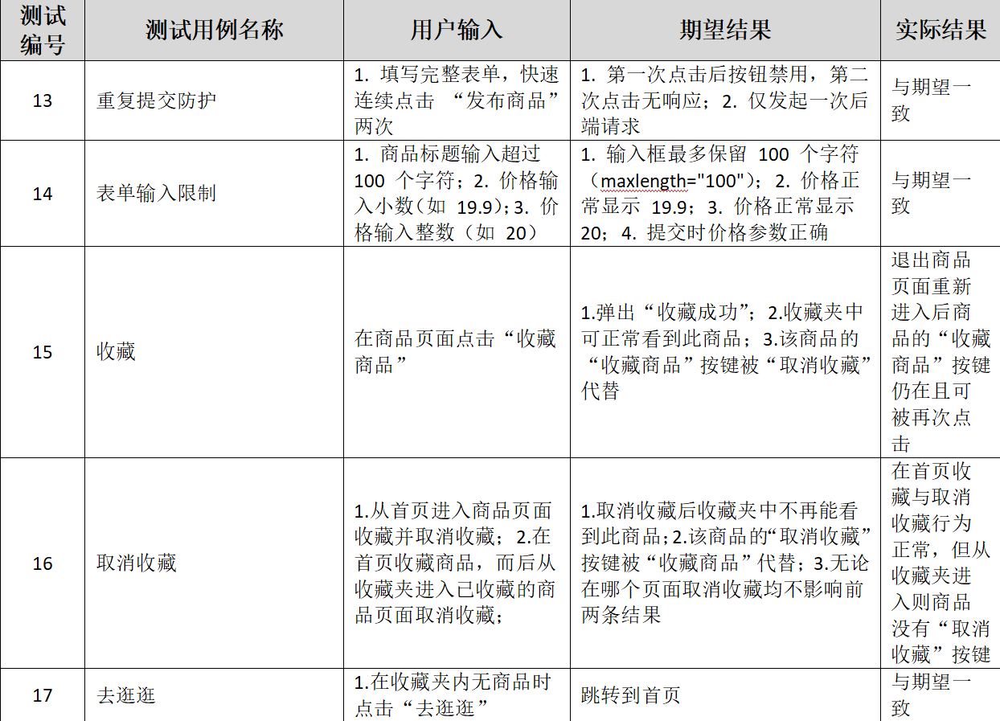 测试
编号
测试用例名称
用户输入
期望结果
实际结果
13
重复提交防护
1. 填写完整表单，快速
连续点击 “发布商品”
两次
1. 第一次点击后按钮禁用，第二
次点击无响应；2. 仅发起一次后
端请求
与期望一
致
14
表单输入限制
1. 商品标题输入超过
100 个字符；2. 价格输
入小数（如 19.9）；3. 价
格输入整数（如 20）
1. 输入框最多保留 100 个字符
（maxlength="100"）；2. 价格正
常显示 19.9；3. 价格正常显示
20；4. 提交时价格参数正确
与期望一
致
15
收藏
在商品页面点击“收藏
商品”
1.弹出“收藏成功”；2.收藏夹中
可正常看到此商品；3.该商品的
“收藏商品”按键被“取消收藏”
代替
退出商品
页面重新
进入后商
品的“收藏
商品”按键
仍在且可
被再次点
击
16
取消收藏
1.从首页进入商品页面
收藏并取消收藏；2.在
首页收藏商品，而后从
收藏夹进入已收藏的商
品页面取消收藏；
1.取消收藏后收藏夹中不再能看
到此商品；2.该商品的“取消收藏”
按键被“收藏商品”代替；3.无论
在哪个页面取消收藏均不影响前
两条结果
在首页收
藏与取消
收藏行为
正常，但从
收藏夹进
入则商品
没有“取消
收藏”按键
17
去逛逛
1.在收藏夹内无商品时
点击“去逛逛”
跳转到首页
与期望一
致